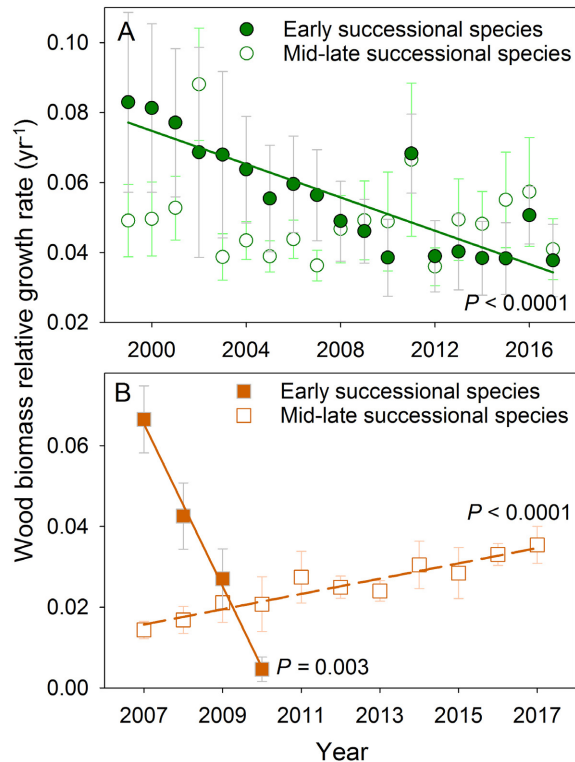 Wood biomass relative growth rate (yr⁻¹)
A
Early successional species
Mid-late successional species
0.10
0.08
0.06
0.04
0.02
P < 0.0001
2000 2004 2008 2012 2016
B
Early successional species
Mid-late successional species
0.06
0.04
0.02
0.00
P < 0.0001
P = 0.003
2007 2009 2011 2013 2015 2017
Year